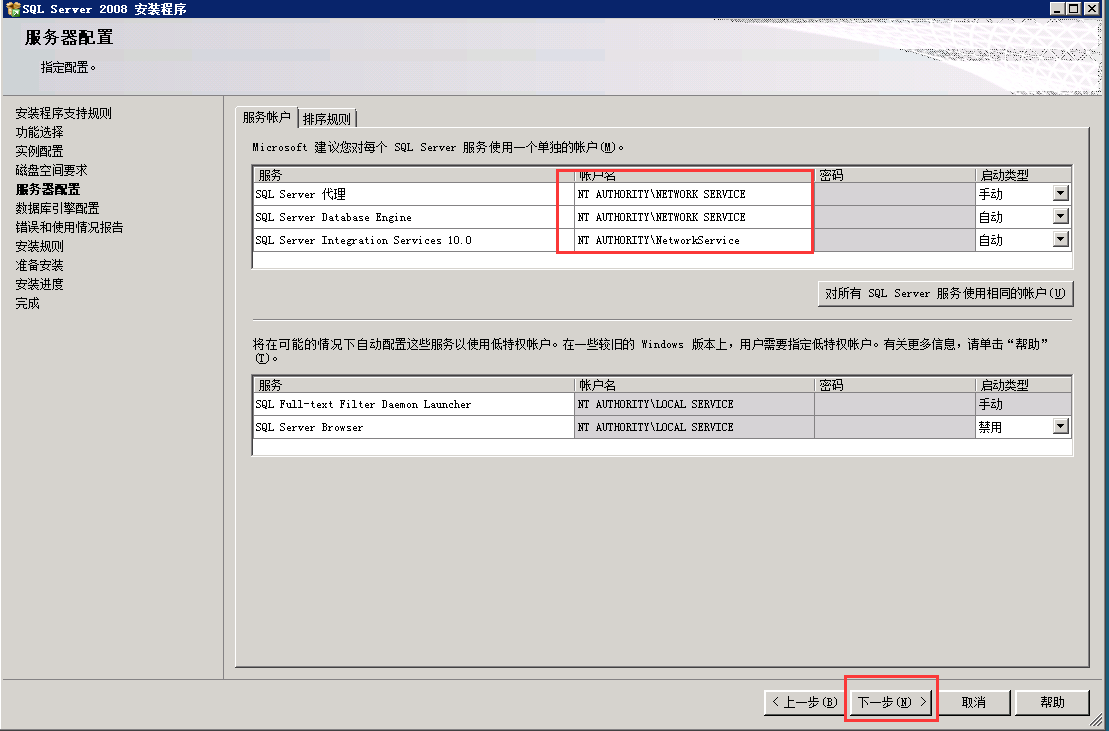 SQL Server 2008 安装程序
服务器配置
指定配置。
安装程序支持规则
功能选择
实例配置
磁盘空间要求
服务器配置
数据库引擎配置
错误和使用情况报告
安装规则
准备安装
安装进度
完成
服务帐户 排序规则
Microsoft 建议您对每个 SQL Server 服务使用一个单独的帐户(M)。
服务 帐户名 密码 启动类型
SQL Server 代理 NT AUTHORITY\NETWORK SERVICE 手动
SQL Server Database Engine NT AUTHORITY\NETWORK SERVICE 自动
SQL Server Integration Services 10.0 NT AUTHORITY\NetworkService 自动
对所有 SQL Server 服务使用相同的帐户(U)
将在可能的情况下自动配置这些服务以使用低特权帐户。在一些较旧的 Windows 版本上，用户需要指定低特权帐户。有关更多信息，请单击“帮助”
(T)。
服务 帐户名 密码 启动类型
SQL Full-text Filter Daemon Launcher NT AUTHORITY\LOCAL SERVICE 手动
SQL Server Browser NT AUTHORITY\LOCAL SERVICE 禁用
< 上一步(B) 下一步(N) > 取消 帮助